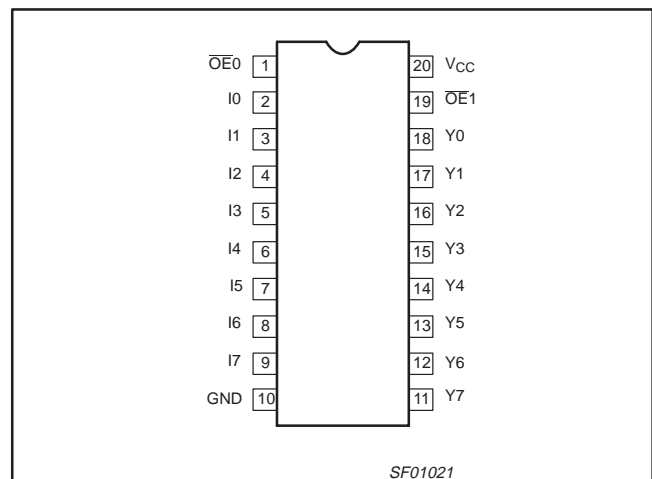 O̅E̅0 1 20 VCC
I0 2 19 O̅E̅1
I1 3 18 Y0
I2 4 17 Y1
I3 5 16 Y2
I4 6 15 Y3
I5 7 14 Y4
I6 8 13 Y5
I7 9 12 Y6
GND 10 11 Y7
SF01021